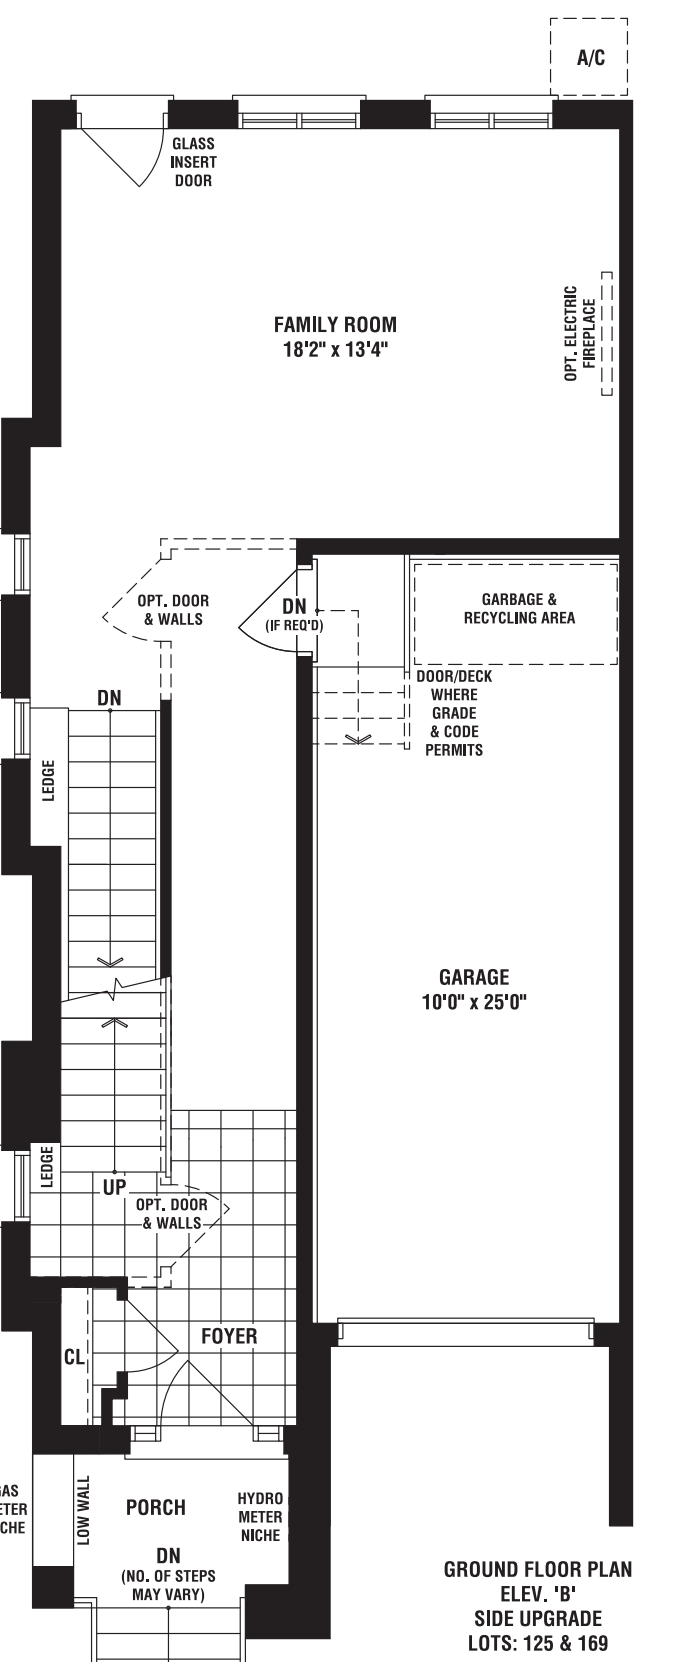 A/C
GLASS
INSERT
DOOR
FAMILY ROOM
18'2" x 13'4"
OPT. ELECTRIC
FIREPLACE
OPT. DOOR
& WALLS
DN
(IF REQ'D)
GARBAGE &
RECYCLING AREA
DOOR/DECK
WHERE
GRADE
& CODE
PERMITS
DN
LEDGE
GARAGE
10'0" x 25'0"
LEDGE
UP
OPT. DOOR
& WALLS
FOYER
CL
LOW WALL
PORCH
HYDRO
METER
NICHE
DN
(NO. OF STEPS
MAY VARY)
GROUND FLOOR PLAN
ELEV. 'B'
SIDE UPGRADE
LOTS: 125 & 169